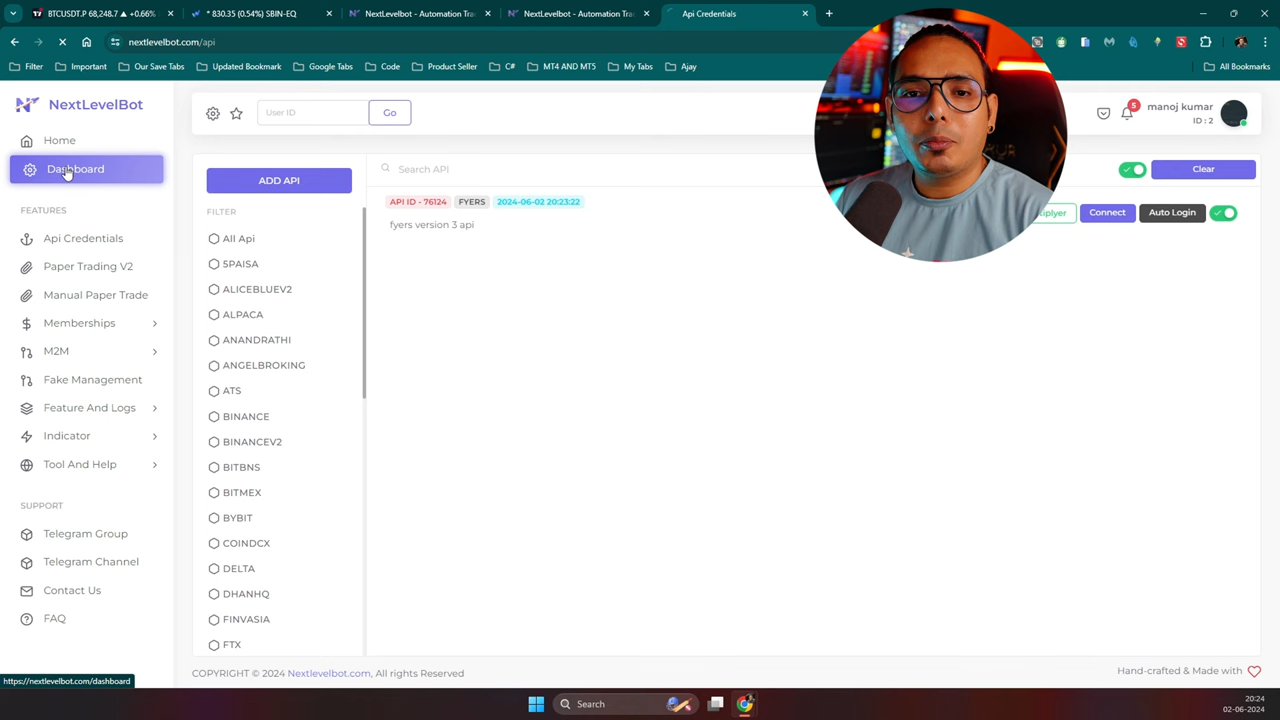 BTCUSDT.P 68,248.7 ▲ +0.66%
* 830.35 (0.54%) SBIN-EQ
NextLevelBot - Automation Tra
NextLevelBot - Automation Tra
Api Credentials
nextlevelbot.com/api
Filter
Important
Our Save Tabs
Updated Bookmark
Google Tabs
Code
Product Seller
C#
MT4 AND MT5
My Tabs
Ajay
All Bookmarks
NextLevelBot
User ID
Go
5
manoj kumar
ID : 2
Home
Dashboard
FEATURES
Api Credentials
Paper Trading V2
Manual Paper Trade
Memberships
M2M
Fake Management
Feature And Logs
Indicator
Tool And Help
SUPPORT
Telegram Group
Telegram Channel
Contact Us
FAQ
ADD API
FILTER
All Api
5PAISA
ALICEBLUEV2
ALPACA
ANANDRATHI
ANGELBROKING
ATS
BINANCE
BINANCEV2
BITBNS
BITMEX
BYBIT
COINDCX
DELTA
DHANHQ
FINVASIA
FTX
Search API
Clear
API ID - 76124 FYERS 2024-06-02 20:23:22
fyers version 3 api
tiplyer
Connect
Auto Login
COPYRIGHT © 2024 Nextlevelbot.com, All rights Reserved
Hand-crafted & Made with
https://nextlevelbot.com/dashboard
Search
20:24
02-06-2024